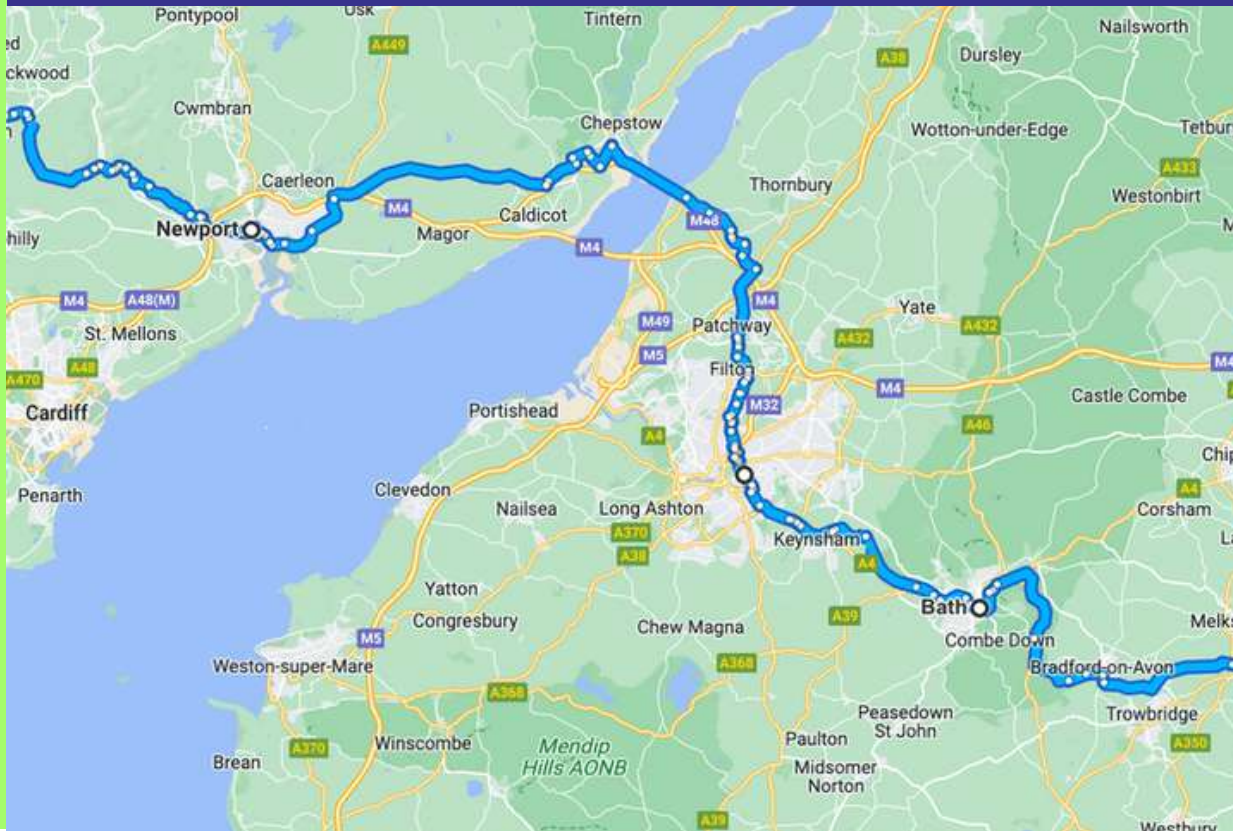 Pontypool
Usk
Tintern
Nailsworth
A449
A38
Dursley
ckwood
Cwmbran
Chepstow
Wotton-under-Edge
Tetbur
A433
Caerleon
Thornbury
Westonbirt
M4
Caldicot
Newport
hilly
Magor
M4
M48
M4
A48(M)
M4
Yate
St. Mellons
M49
Patchway
A432
A432
M5
M4
A48
Filton
A470
M4
Castle Combe
Cardiff
Portishead
M32
A4
A46
Chip
Penarth
Clevedon
Nailsea
Long Ashton
A4
Corsham
A370
Keynsham
A38
A4
Yatton
Bath
Congresbury
Chew Magna
A39
Melks
M5
Combe Down
Weston-super-Mare
A368
Bradford-on-Avon
A368
Peasedown
St John
Trowbridge
A370
Winscombe
Mendip
Hills AONB
Paulton
A350
Brean
Midsomer
Norton
A39
Westbury